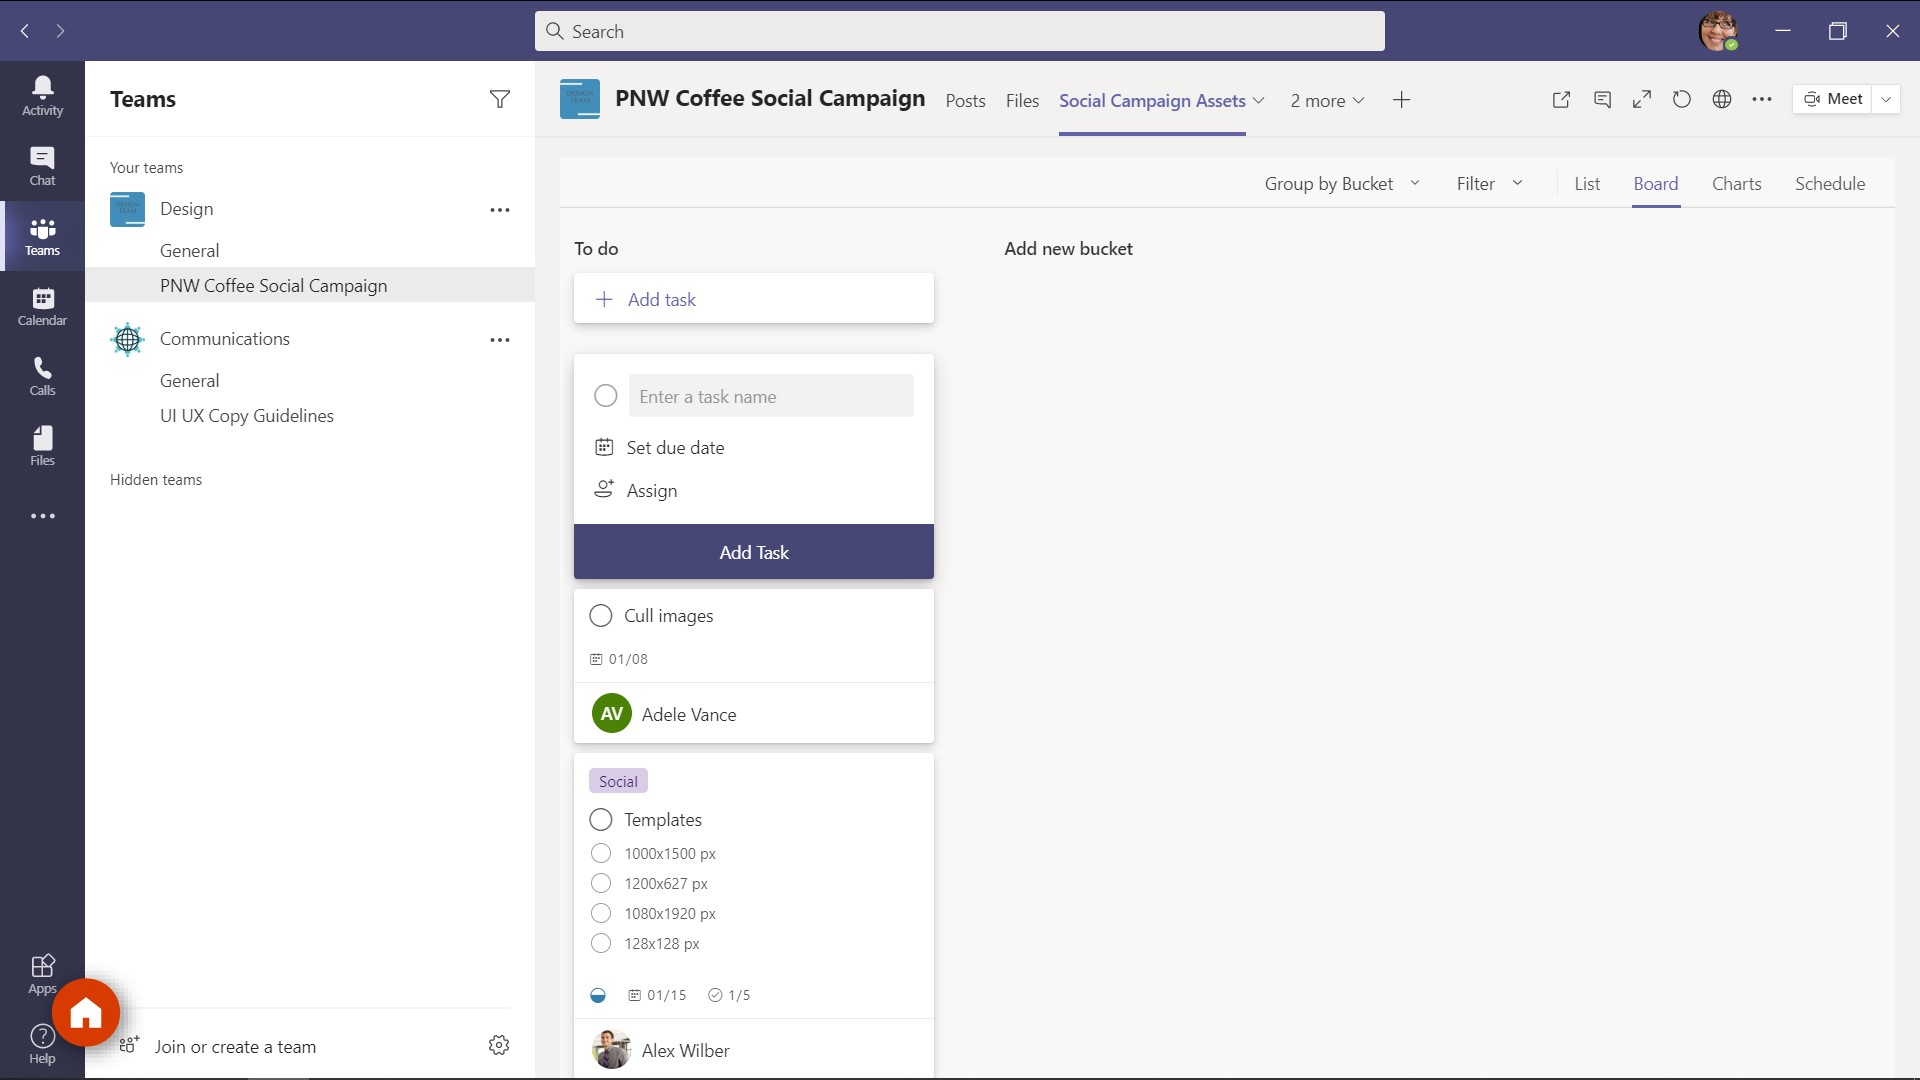 Search
Activity
Chat
Teams
Calendar
Calls
Files
Apps
Help
Teams
Your teams
Design
General
PNW Coffee Social Campaign
Communications
General
UI UX Copy Guidelines
Hidden teams
Join or create a team
PNW Coffee Social Campaign
Posts
Files
Social Campaign Assets
2 more
Meet
Group by Bucket
Filter
List
Board
Charts
Schedule
To do
Add new bucket
Add task
Enter a task name
Set due date
Assign
Add Task
Cull images
01/08
AV Adele Vance
Social
Templates
1000x1500 px
1200x627 px
1080x1920 px
128x128 px
01/15 1/5
Alex Wilber